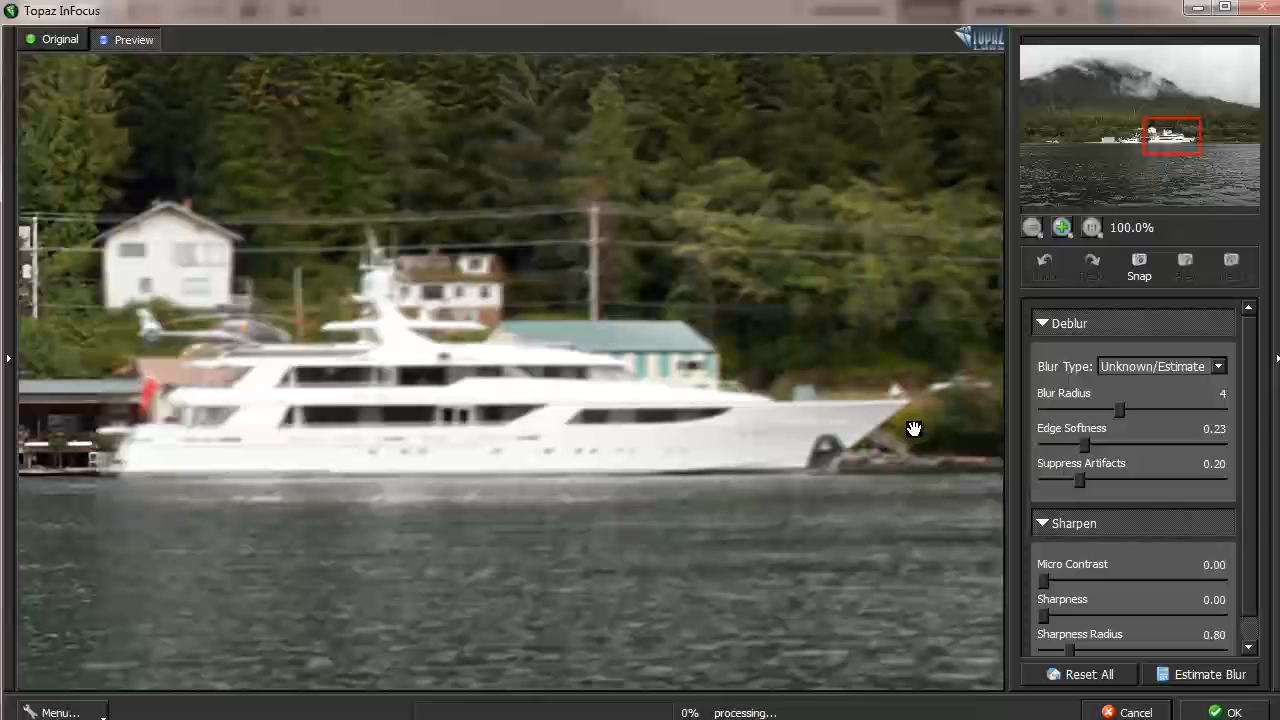 Topaz InFocus
Original
Preview
TOPAZ
100.0%
Snap
Deblur
Blur Type: Unknown/Estimate
Blur Radius 4
Edge Softness 0.23
Suppress Artifacts 0.20
Sharpen
Micro Contrast 0.00
Sharpness 0.00
Sharpness Radius 0.80
Reset All
Estimate Blur
Menu...
0% processing...
Cancel
OK